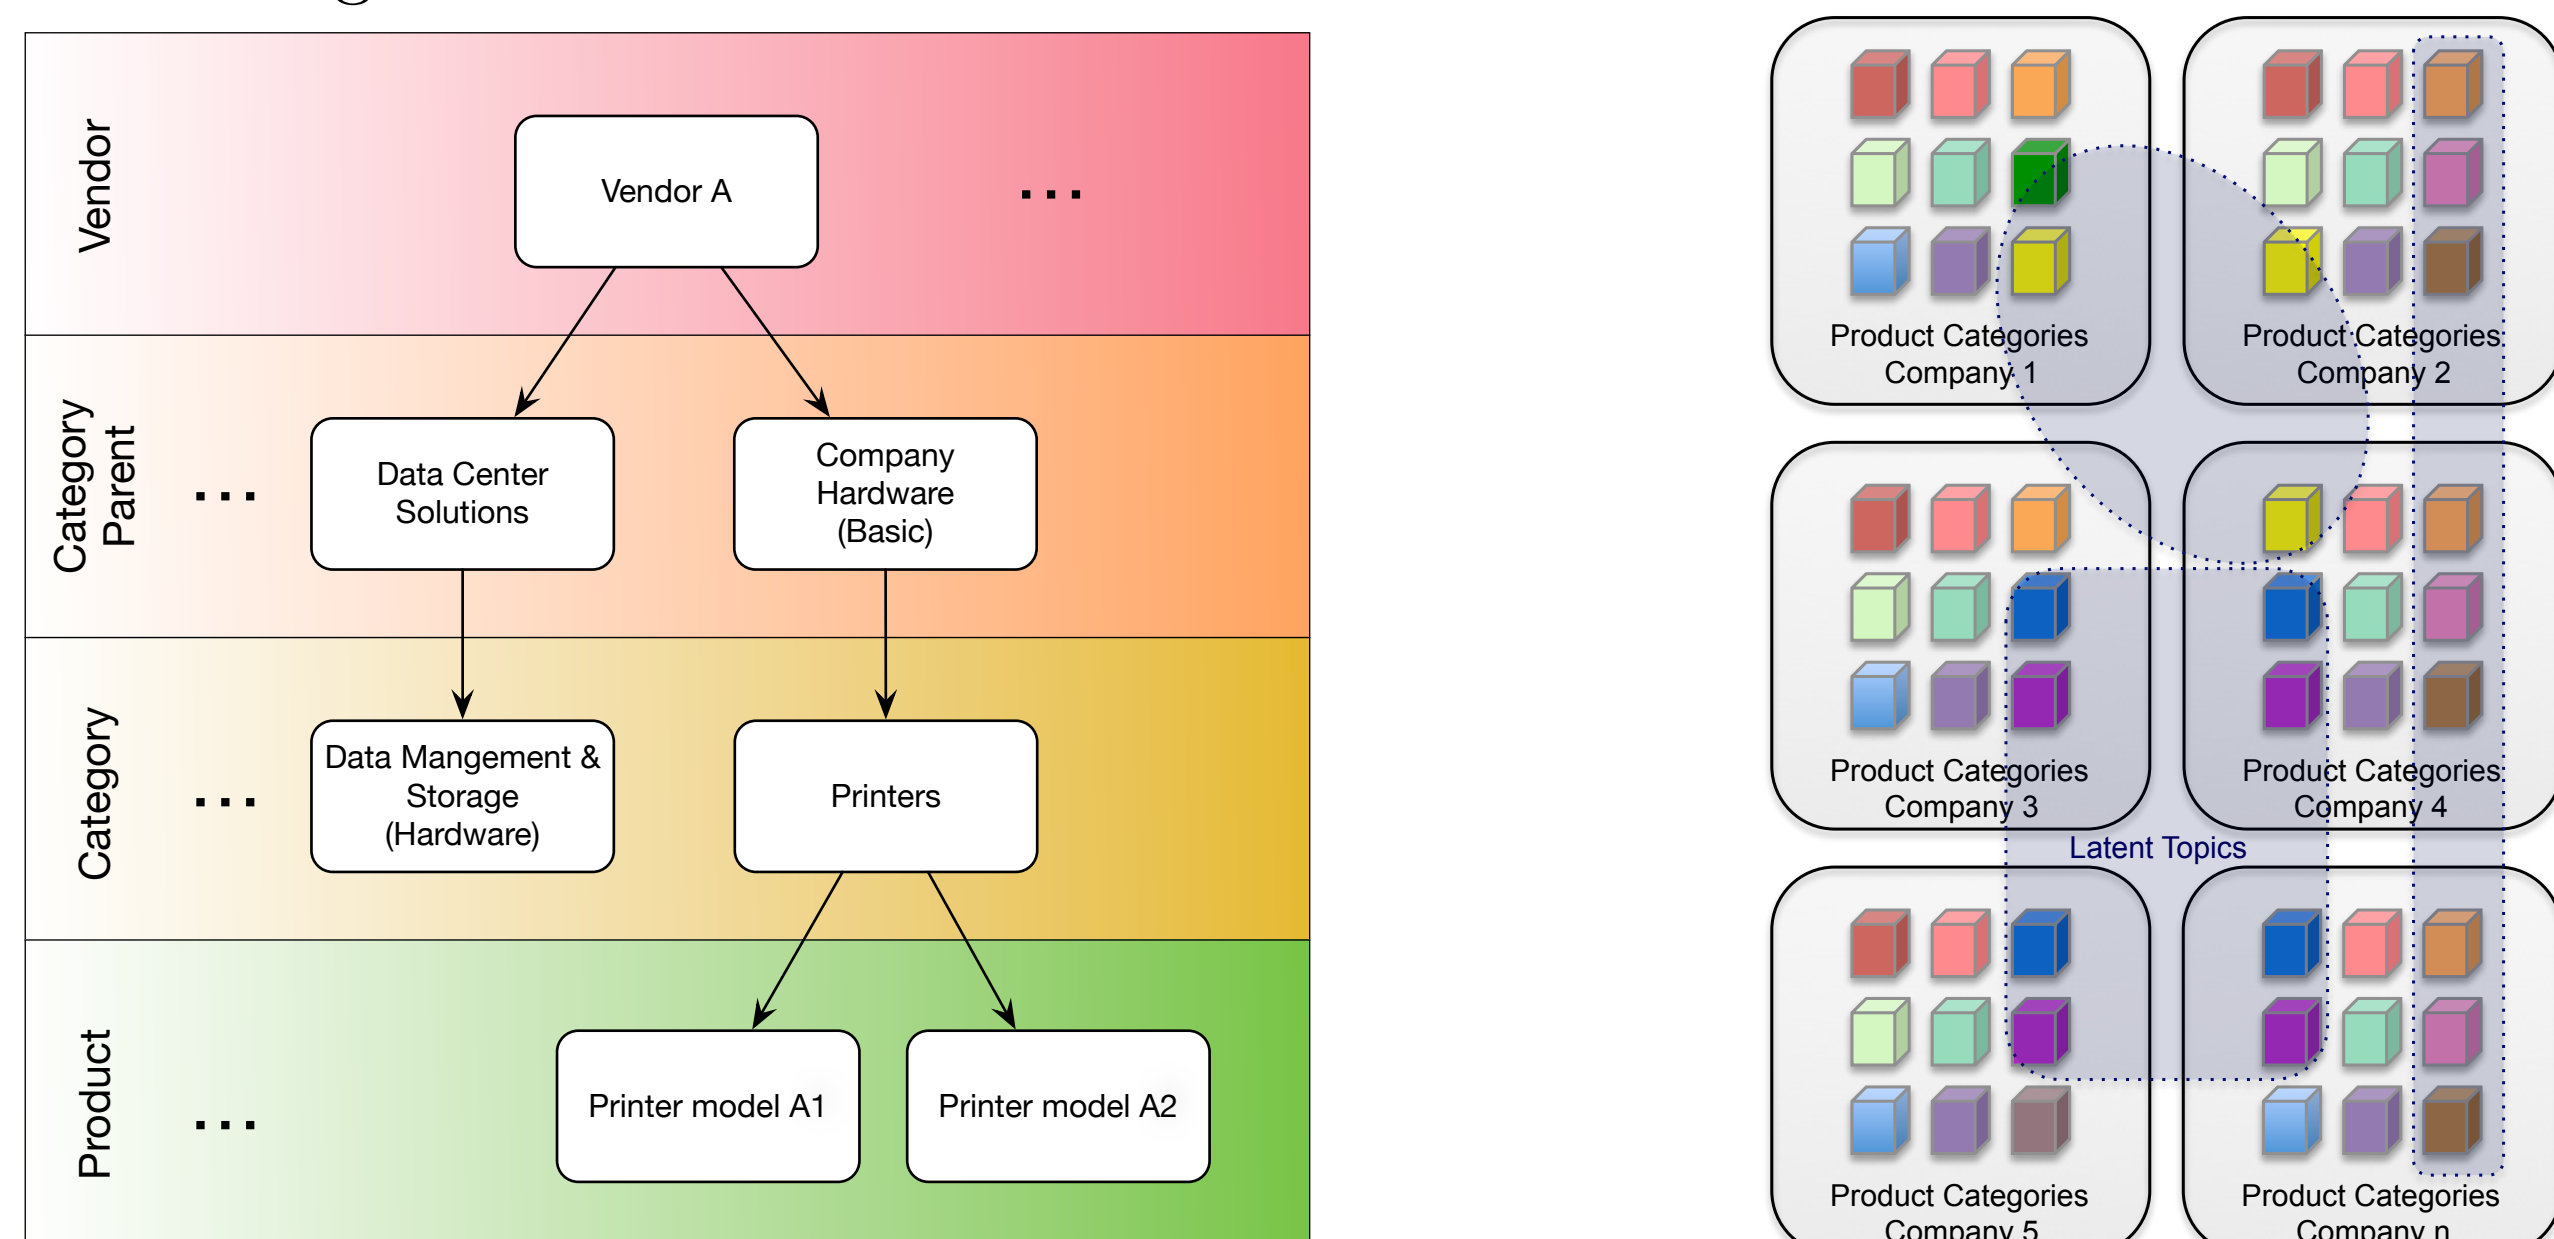 Vendor
Vendor A
...
Category
Parent
...
Data Center
Solutions
Company
Hardware
(Basic)
Category
...
Data Mangement &
Storage
(Hardware)
Printers
Product
...
Printer model A1
Printer model A2
Product Categories
Company 1
Product Categories
Company 2
Product Categories
Company 3
Product Categories
Company 4
Latent Topics
Product Categories
Company 5
Product Categories
Company n